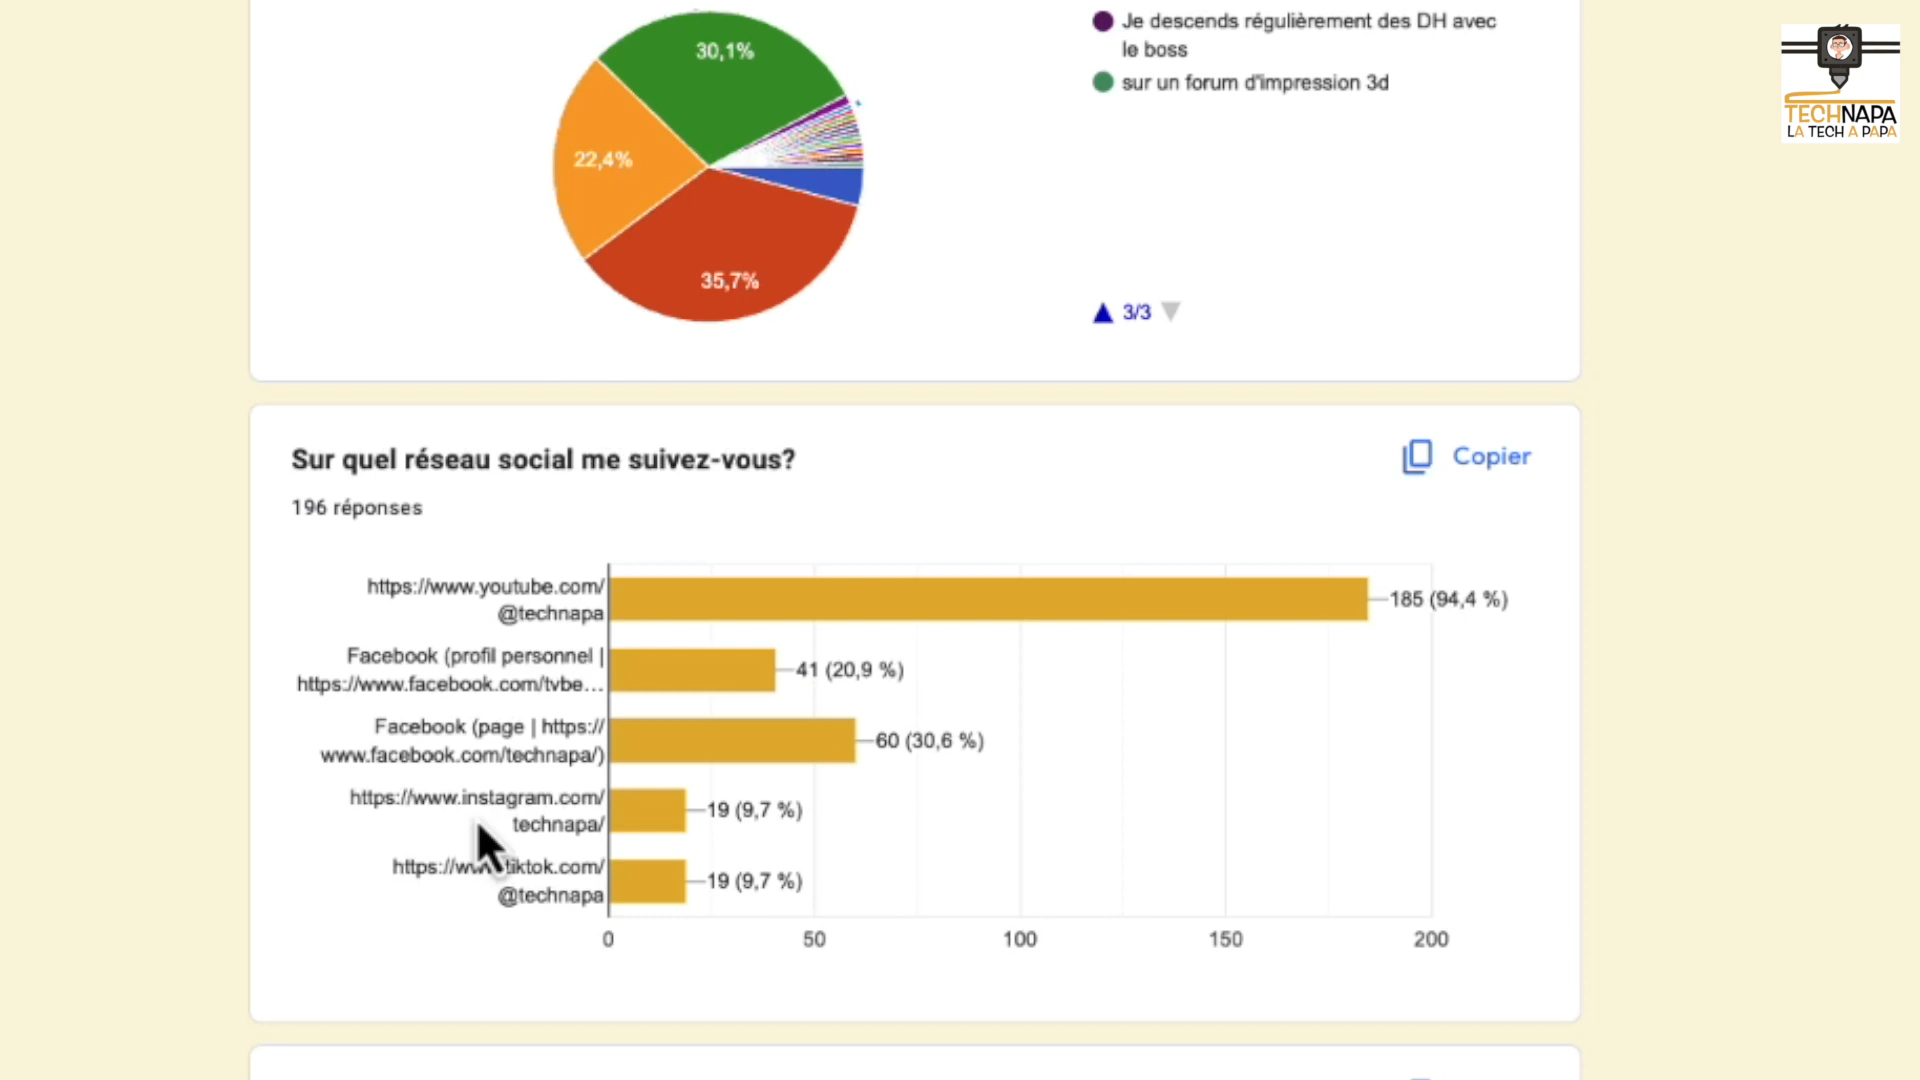 Je descends régulièrement des DH avec
le boss
sur un forum d'impression 3d
30,1%
22,4%
35,7%
3/3
TECHNAPA
LA TECH A PAPA
Sur quel réseau social me suivez-vous?
Copier
196 réponses
https://www.youtube.com/
@technapa
185 (94,4 %)
Facebook (profil personnel |
https://www.facebook.com/tvbe...
41 (20,9 %)
Facebook (page | https://
www.facebook.com/technapa/)
60 (30,6 %)
https://www.instagram.com/
technapa/
19 (9,7 %)
https://www.tiktok.com/
@technapa
19 (9,7 %)
0 50 100 150 200